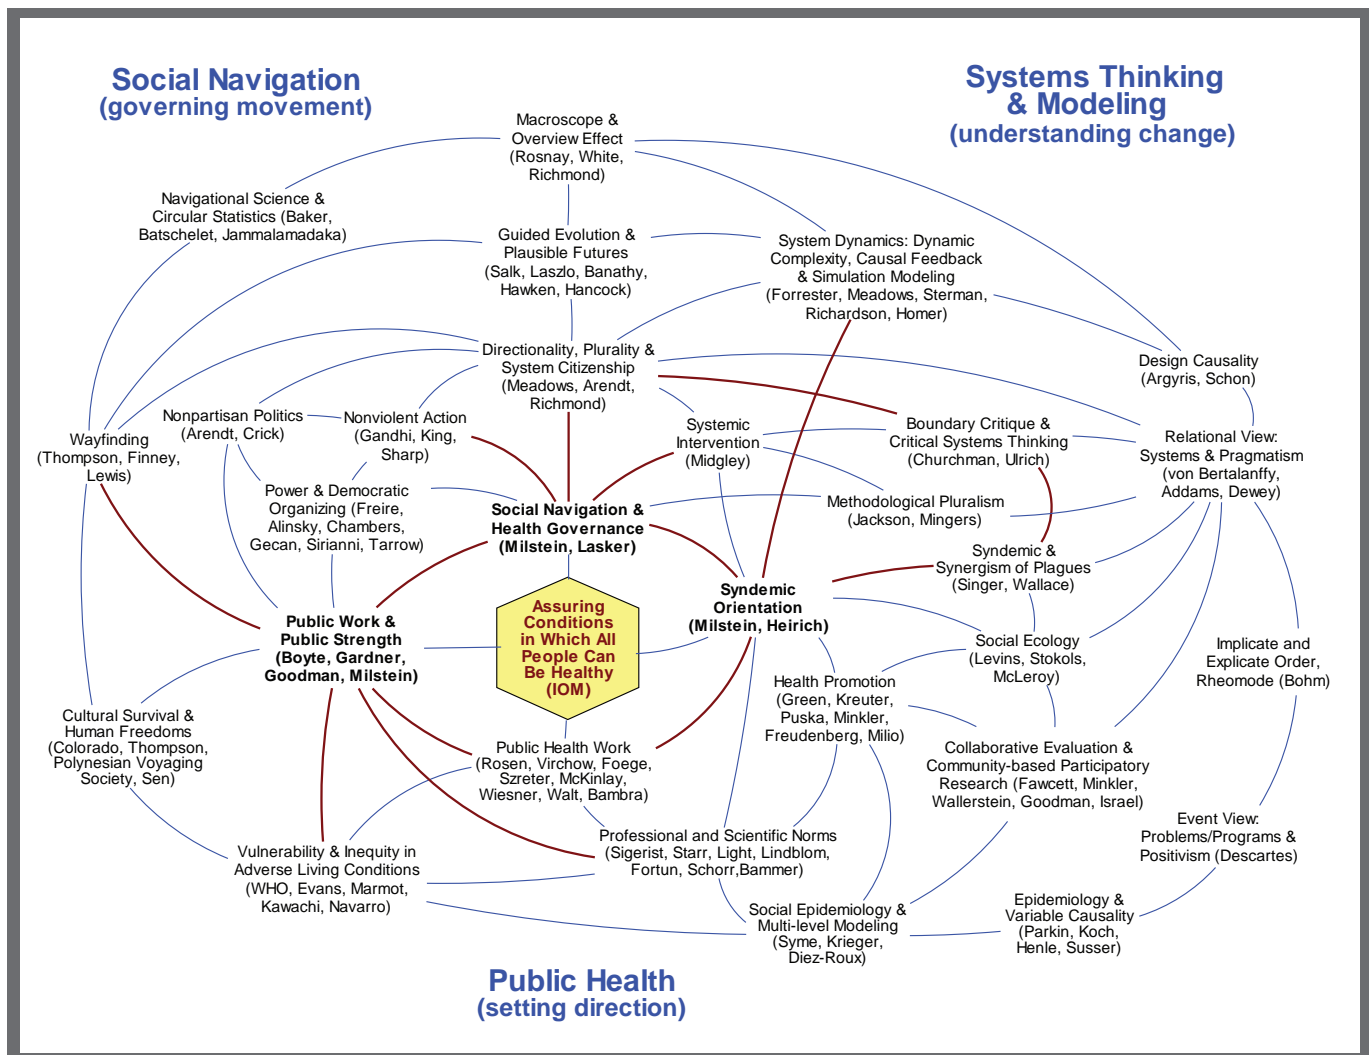 Social Navigation
(governing movement)
Systems Thinking
& Modeling
(understanding change)
Macroscope &
Overview Effect
(Rosnay, White,
Richmond)
Navigational Science &
Circular Statistics (Baker,
Batschelet, Jammalamadaka)
Guided Evolution &
Plausible Futures
(Salk, Laszlo, Banathy,
Hawken, Hancock)
System Dynamics: Dynamic
Complexity, Causal Feedback
& Simulation Modeling
(Forrester, Meadows, Sterman,
Richardson, Homer)
Directionality, Plurality &
System Citizenship
(Meadows, Arendt,
Richmond)
Design Causality
(Argyris, Schon)
Nonpartisan Politics
(Arendt, Crick)
Nonviolent Action
(Gandhi, King,
Sharp)
Systemic
Intervention
(Midgley)
Boundary Critique &
Critical Systems Thinking
(Churchman, Ulrich)
Relational View:
Systems & Pragmatism
(von Bertalanffy,
Addams, Dewey)
Wayfinding
(Thompson, Finney,
Lewis)
Power & Democratic
Organizing (Freire,
Alinsky, Chambers,
Gecan, Sirianni, Tarrow)
Social Navigation &
Health Governance
(Milstein, Lasker)
Methodological Pluralism
(Jackson, Mingers)
Syndemic &
Synergism of Plagues
(Singer, Wallace)
Syndemic
Orientation
(Milstein, Heirich)
Assuring
Conditions
in Which All
People Can
Be Healthy
(IOM)
Public Work &
Public Strength
(Boyte, Gardner,
Goodman, Milstein)
Social Ecology
(Levins, Stokols,
McLeroy)
Implicate and
Explicate Order,
Rheomode (Bohm)
Health Promotion
(Green, Kreuter,
Puska, Minkler,
Freudenberg, Milio)
Cultural Survival &
Human Freedoms
(Colorado, Thompson,
Polynesian Voyaging
Society, Sen)
Public Health Work
(Rosen, Virchow, Foege,
Szreter, McKinlay,
Wiesner, Walt, Bambra)
Collaborative Evaluation &
Community-based Participatory
Research (Fawcett, Minkler,
Wallerstein, Goodman, Israel)
Event View:
Problems/Programs &
Positivism (Descartes)
Professional and Scientific Norms
(Sigerist, Starr, Light, Lindblom,
Fortun, Schorr,Bammer)
Vulnerability & Inequity in
Adverse Living Conditions
(WHO, Evans, Marmot,
Kawachi, Navarro)
Social Epidemiology &
Multi-level Modeling
(Syme, Krieger,
Diez-Roux)
Epidemiology &
Variable Causality
(Parkin, Koch,
Henle, Susser)
Public Health
(setting direction)